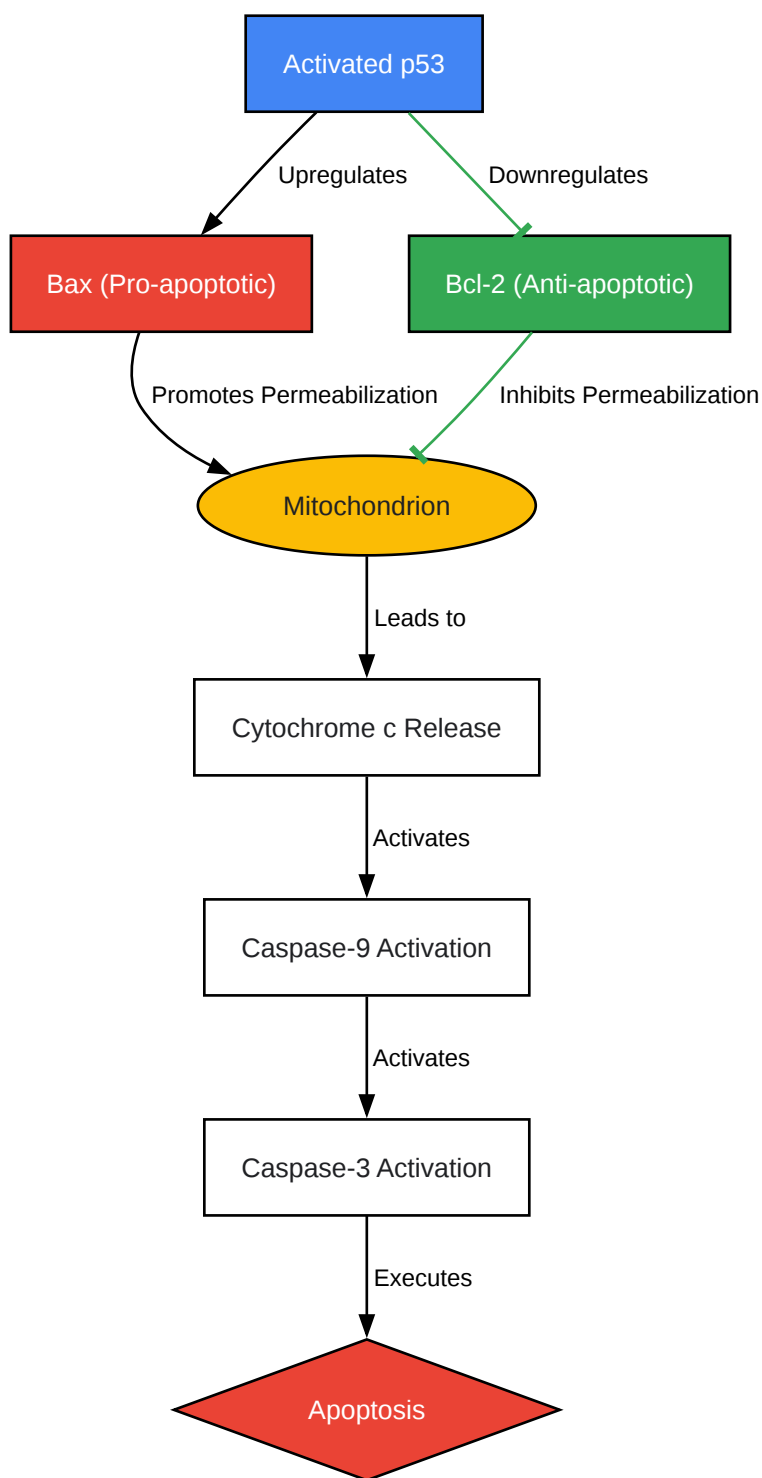 Activated p53
Upregulates
Downregulates
Bax (Pro-apoptotic)
Bcl-2 (Anti-apoptotic)
Promotes Permeabilization
Inhibits Permeabilization
Mitochondrion
Leads to
Cytochrome c Release
Activates
Caspase-9 Activation
Activates
Caspase-3 Activation
Executes
Apoptosis